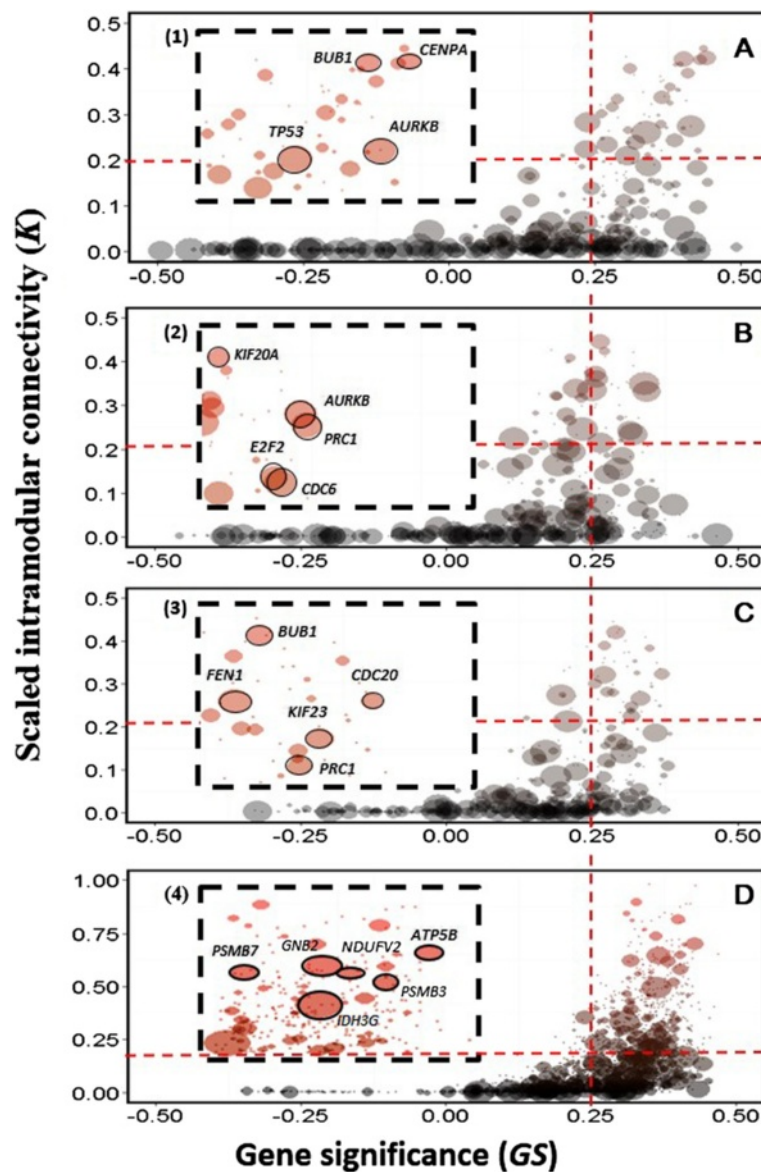 Scaled intramodular connectivity (K)
0.5
0.4
0.3
0.2
0.1
0.0
(1)
A
BUB1
CENPA
TP53
AURKB
-0.50
-0.25
0.00
0.25
0.50
0.5
0.4
0.3
0.2
0.1
0.0
(2)
B
KIF20A
AURKB
PRC1
E2F2
CDC6
-0.50
-0.25
0.00
0.25
0.50
0.5
0.4
0.3
0.2
0.1
0.0
(3)
C
BUB1
FEN1
CDC20
KIF23
PRC1
-0.50
-0.25
0.00
0.25
0.50
1.00
0.75
0.50
0.25
0.00
(4)
D
PSMB7
GNB2
NDUFV2
ATP5B
PSMB3
IDH3G
-0.50
-0.25
0.00
0.25
0.50
Gene significance (GS)